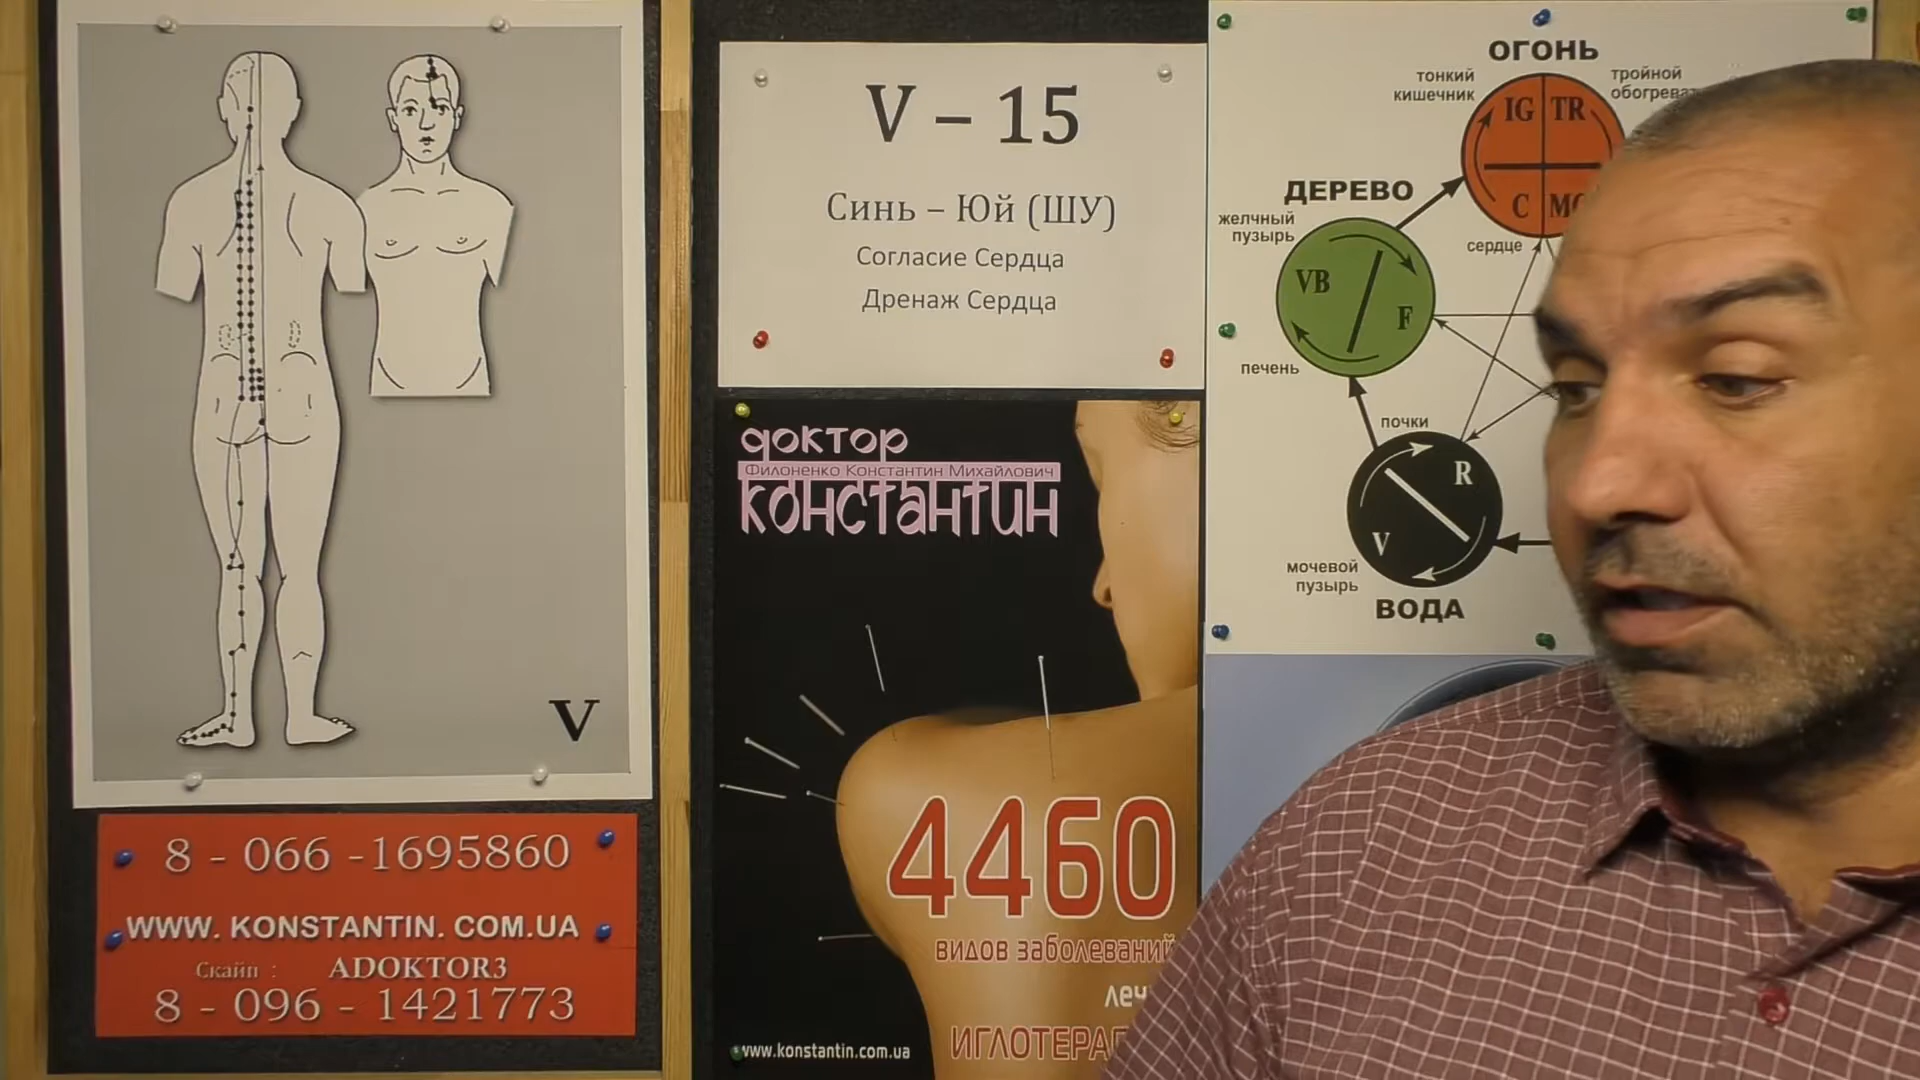 V
8 - 066 -1695860
WWW. KONSTANTIN. COM.UA
Скайп : ADOKTOR3
8 - 096 - 1421773
V – 15
Синь – Юй (ШУ)
Согласие Сердца
Дренаж Сердца
доктор
Филоненко Константин Михайлович
константин
4460
видов заболеваний
www.konstantin.com.ua
ОГОНЬ
тонкий
кишечник
тройной
IG TR
C
сердце
ДЕРЕВО
желчный
пузырь
VB
F
печень
почки
R
V
мочевой
пузырь
ВОДА